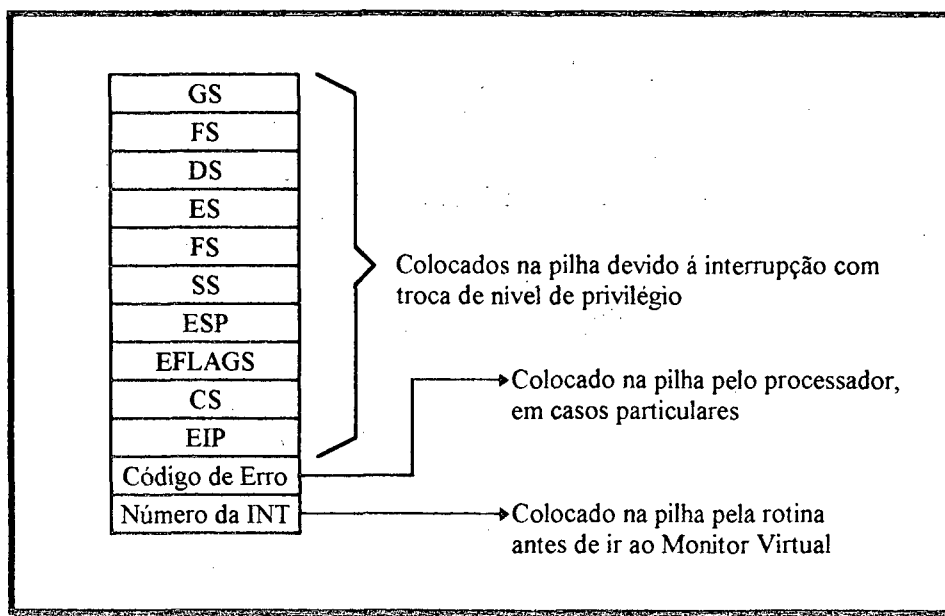 GS
FS
DS
ES
FS
SS
ESP
EFLAGS
CS
EIP
Código de Erro
Número da INT
Colocados na pilha devido á interrupção com
troca de nivel de privilégio
Colocado na pilha pelo processador,
em casos particulares
Colocado na pilha pela rotina
antes de ir ao Monitor Virtual